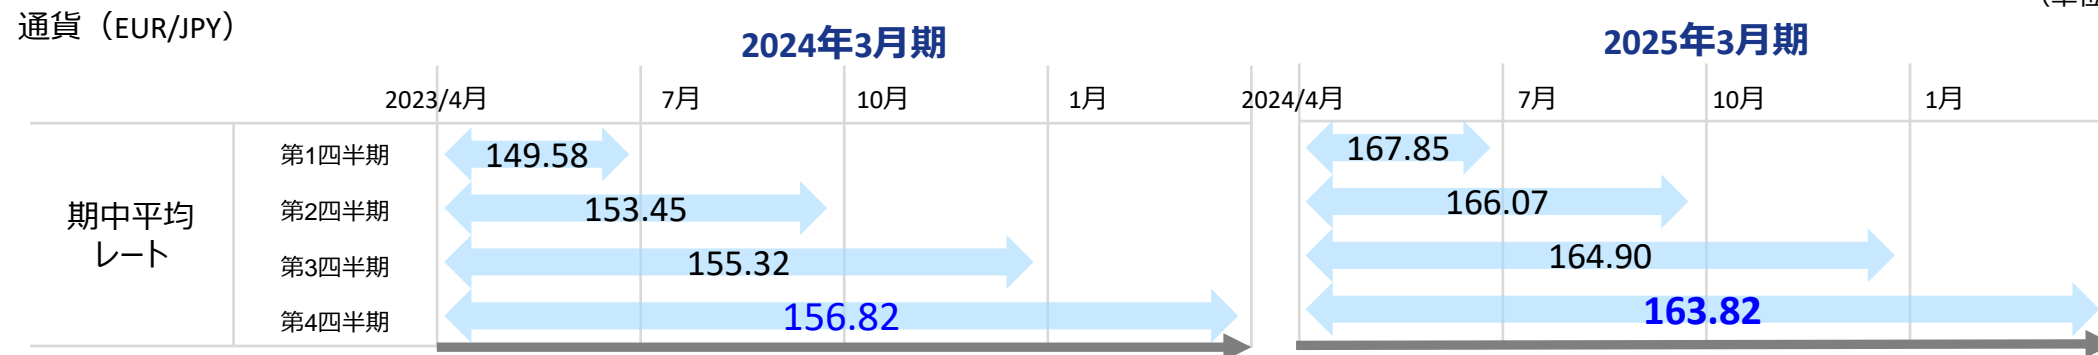 通貨（EUR/JPY）
2024年3月期
2025年3月期
2023/4月 7月 10月 1月 2024/4月 7月 10月 1月
期中平均
レート
第1四半期 149.58 167.85
第2四半期 153.45 166.07
第3四半期 155.32 164.90
第4四半期 156.82 163.82